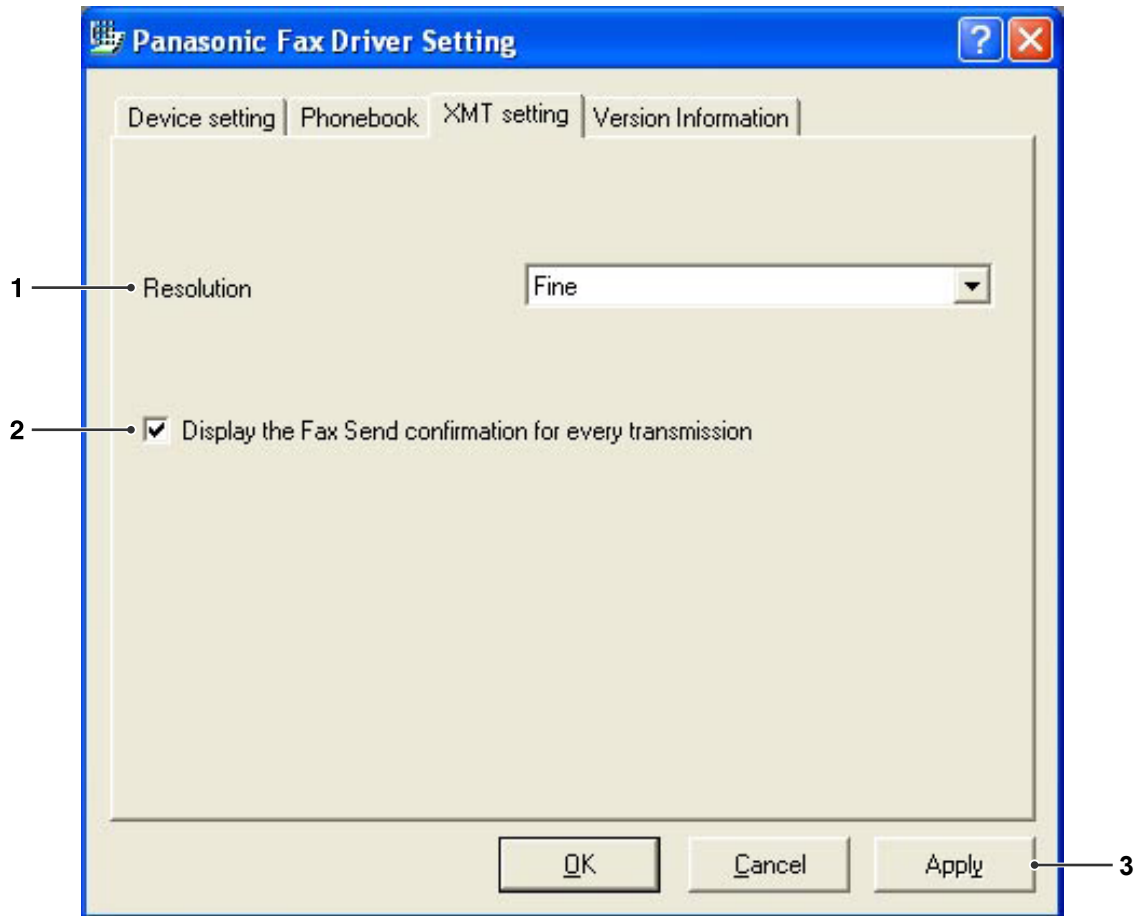 Panasonic Fax Driver Setting
Device setting Phonebook XMT setting Version Information
1 Resolution Fine
2 Display the Fax Send confirmation for every transmission
OK Cancel Apply 3